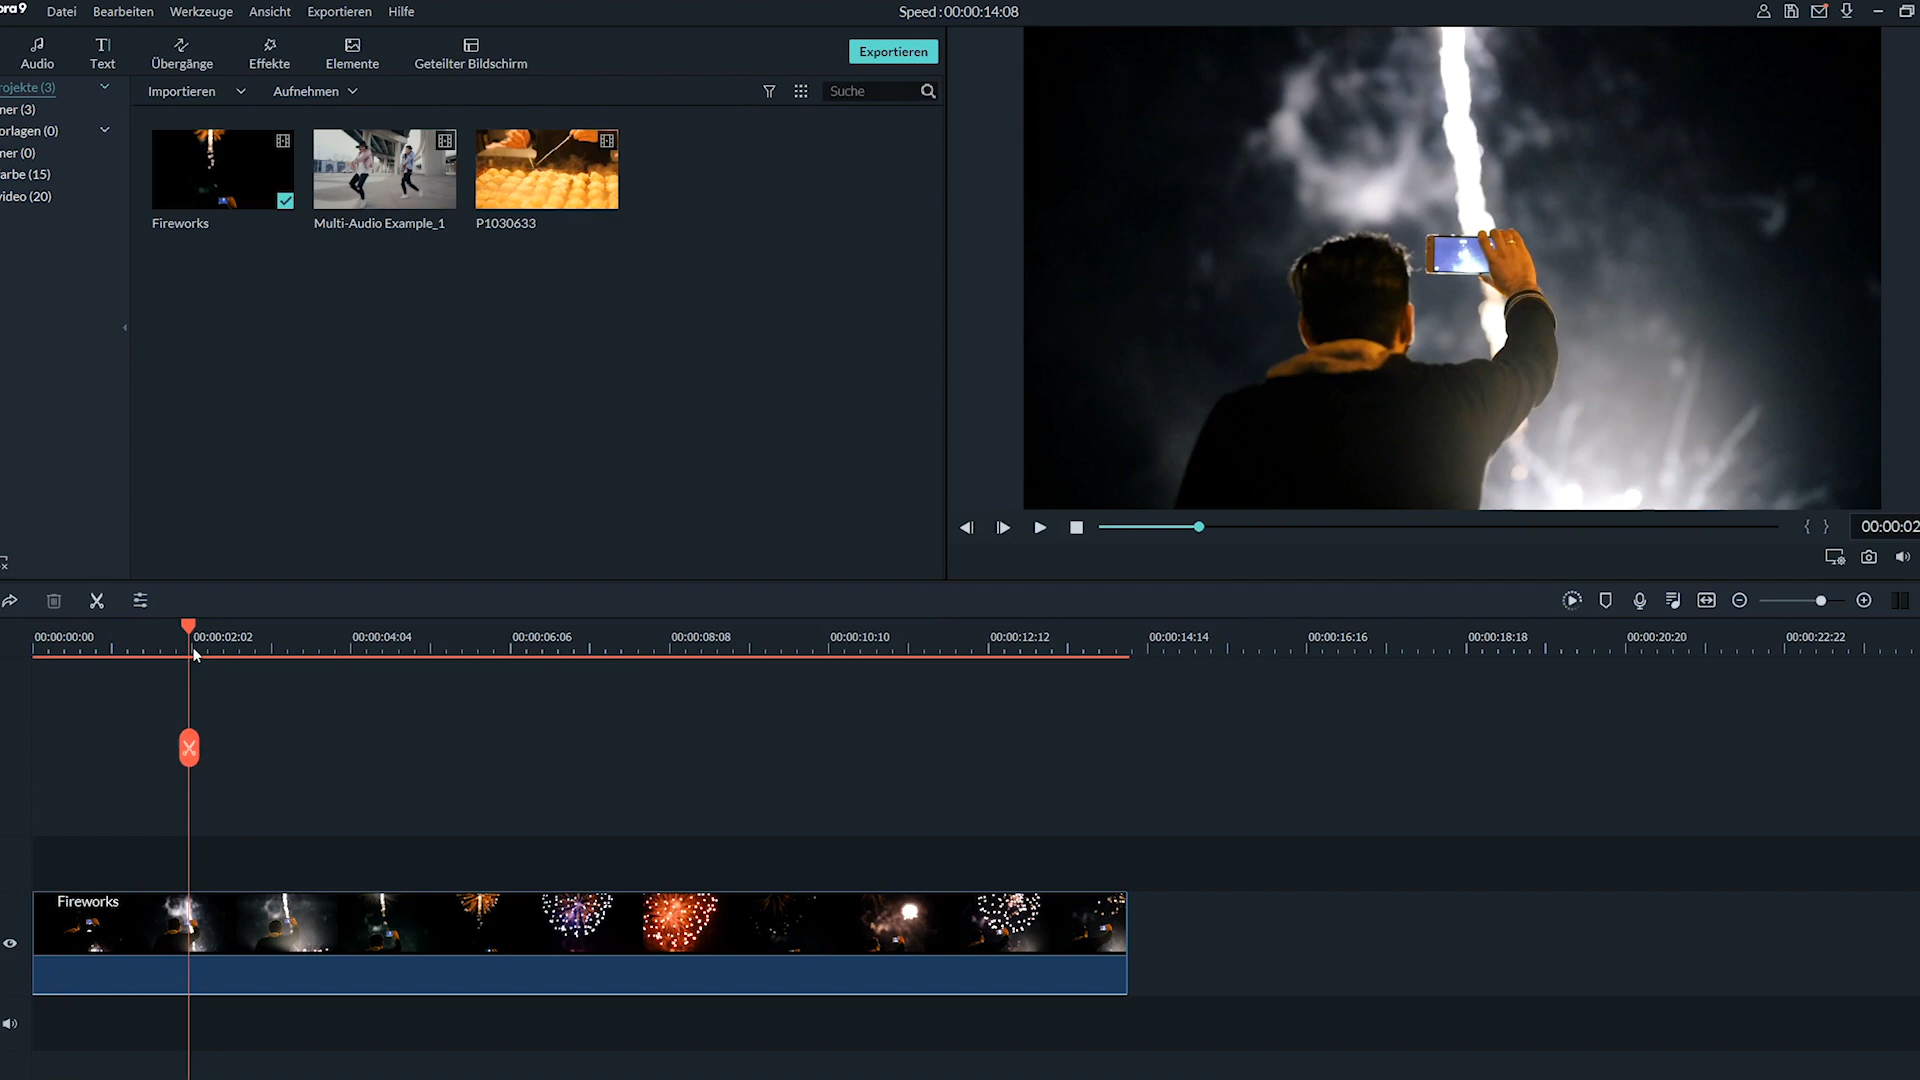 ora9 Datei Bearbeiten Werkzeuge Ansicht Exportieren Hilfe Speed : 00:00:14:08
Audio Text Übergänge Effekte Elemente Geteilter Bildschirm Exportieren
rojekte (3)
ner (3)
orlagen (0)
ner (0)
arbe (15)
video (20)
Importieren Aufnehmen Suche
Fireworks Multi-Audio Example_1 P1030633
00:00:02
00:00:00:00 00:00:02:02 00:00:04:04 00:00:06:06 00:00:08:08 00:00:10:10 00:00:12:12 00:00:14:14 00:00:16:16 00:00:18:18 00:00:20:20 00:00:22:22
Fireworks